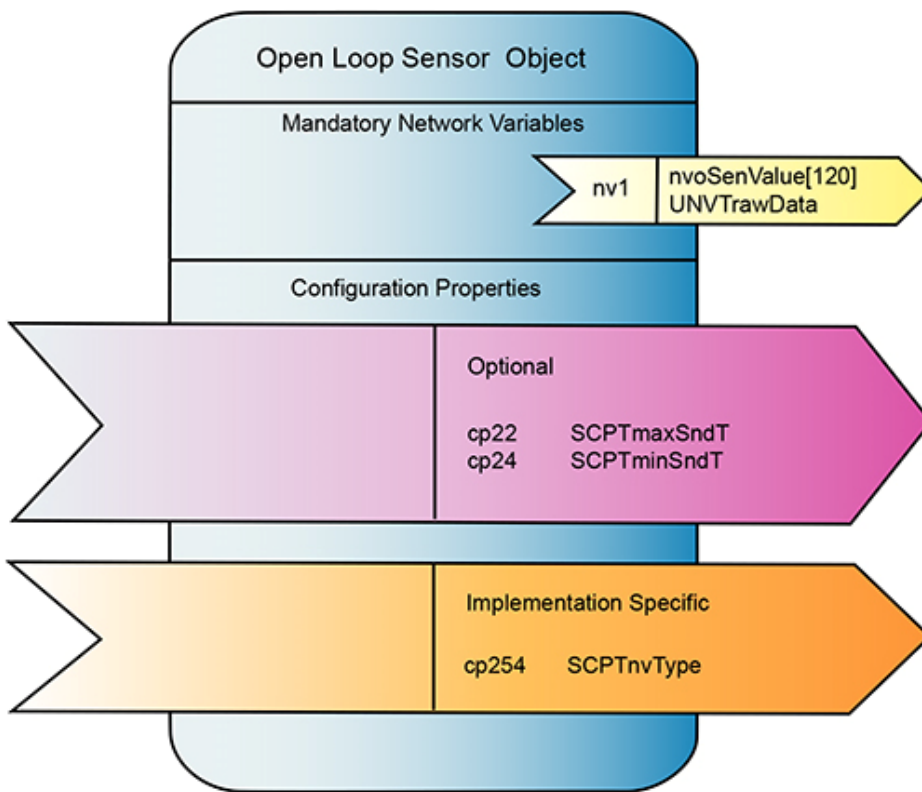 Open Loop Sensor Object
Mandatory Network Variables
nv1 nvoSenValue[120]
UNVTrawData
Configuration Properties
Optional
cp22 SCPTmaxSndT
cp24 SCPTminSndT
Implementation Specific
cp254 SCPTnvType